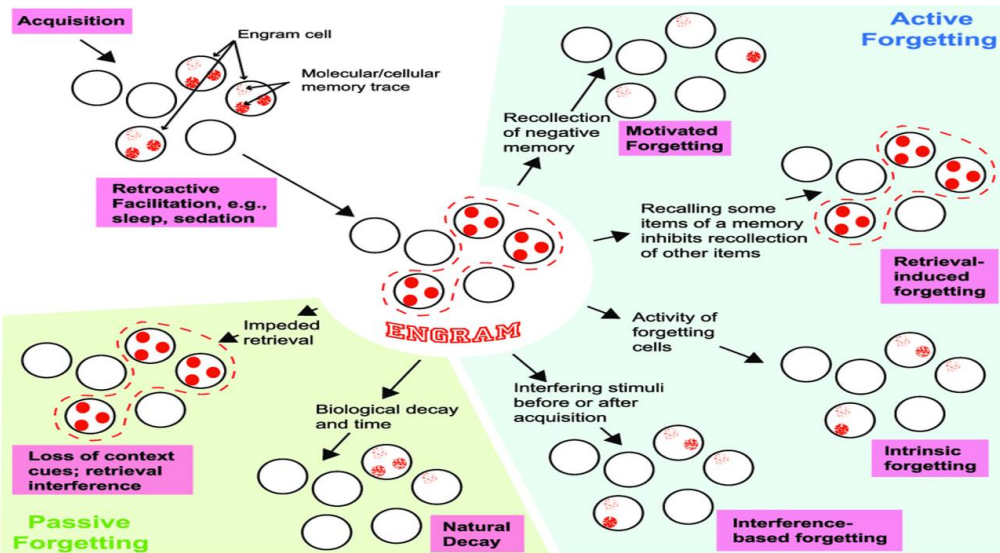 Acquisition
Engram cell
Molecular/cellular
memory trace
Retroactive
Facilitation, e.g.,
sleep, sedation
Active
Forgetting
Recollection
of negative
memory
Motivated
Forgetting
Recalling some
items of a memory
inhibits recollection
of other items
Retrieval-
induced
forgetting
ENGRAM
Activity of
forgetting
cells
Intrinsic
forgetting
Interfering stimuli
before or after
acquisition
Interference-
based forgetting
Impeded
retrieval
Loss of context
cues; retrieval
interference
Biological decay
and time
Natural
Decay
Passive
Forgetting